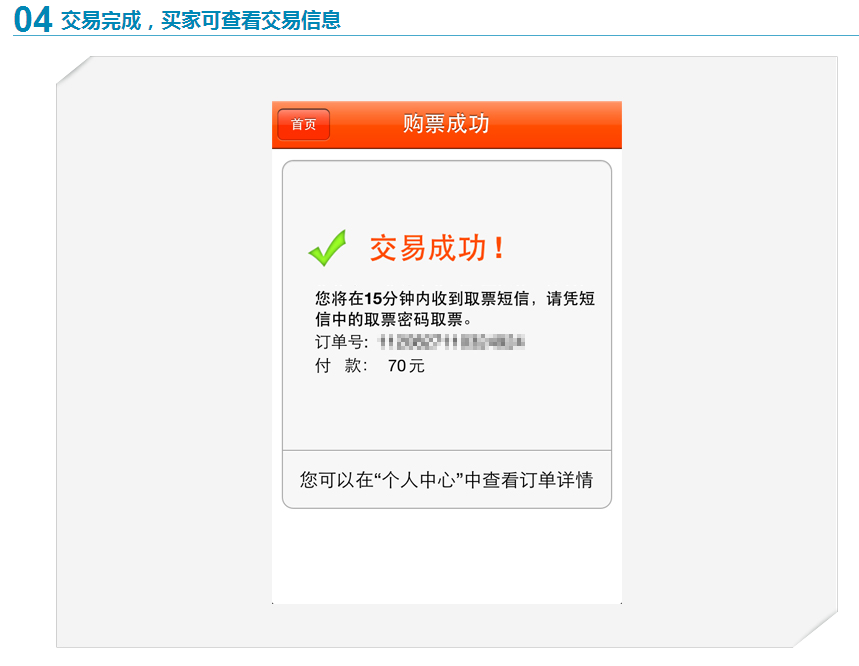 04 交易完成，买家可查看交易信息
首页
购票成功
交易成功！
您将在15分钟内收到取票短信，请凭短
信中的取票密码取票。
订单号:
付 款: 70元
您可以在“个人中心”中查看订单详情